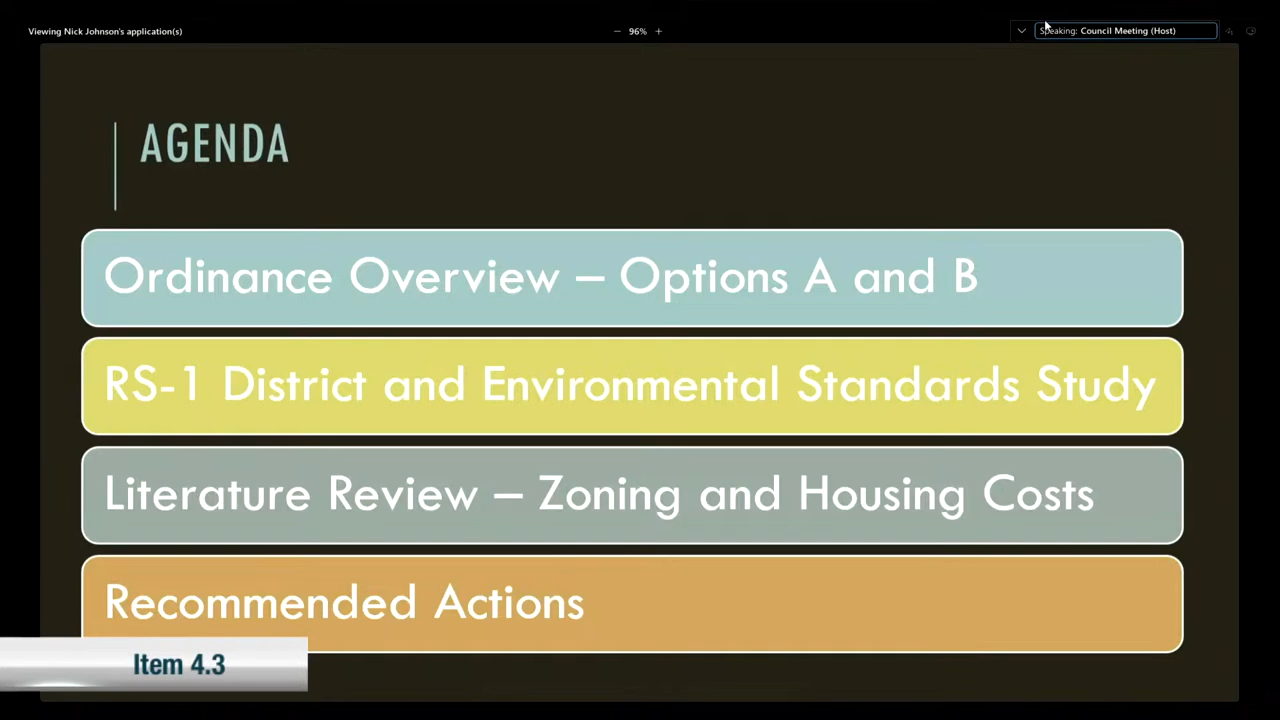 Viewing Nick Johnson's application(s)
− 96% +
Speaking: Council Meeting (Host)
AGENDA
Ordinance Overview – Options A and B
RS-1 District and Environmental Standards Study
Literature Review – Zoning and Housing Costs
Recommended Actions
Item 4.3